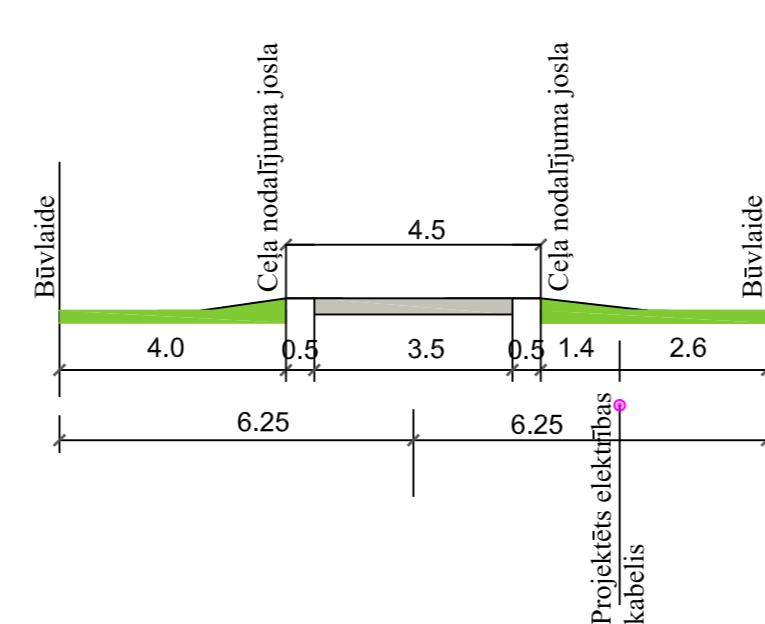 Būvlaide
Ceļa nodalījuma josla
Ceļa nodalījuma josla
Būvlaide
4.5
4.0
0.5
3.5
0.5
1.4
2.6
6.25
6.25
Projektēts elektrības
kabelis